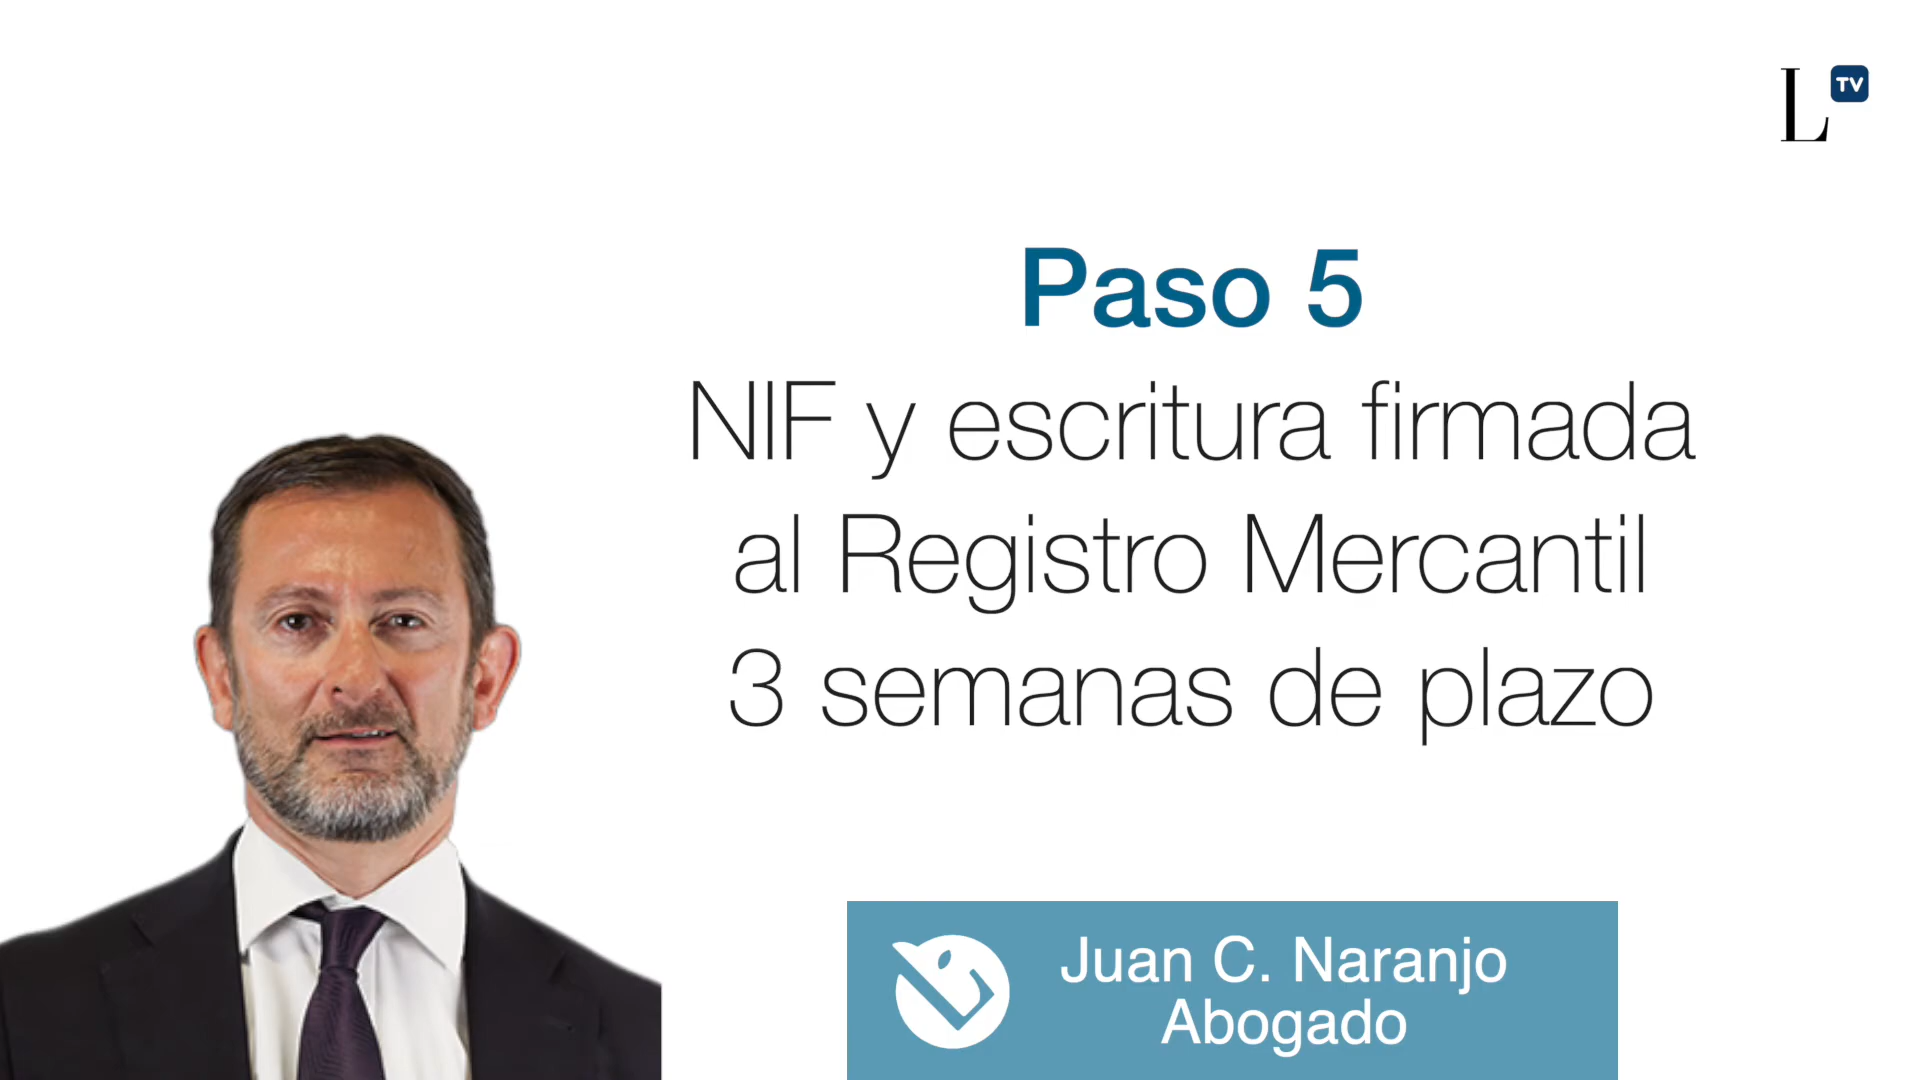 L TV
Paso 5
NIF y escritura firmada
al Registro Mercantil
3 semanas de plazo
Juan C. Naranjo
Abogado